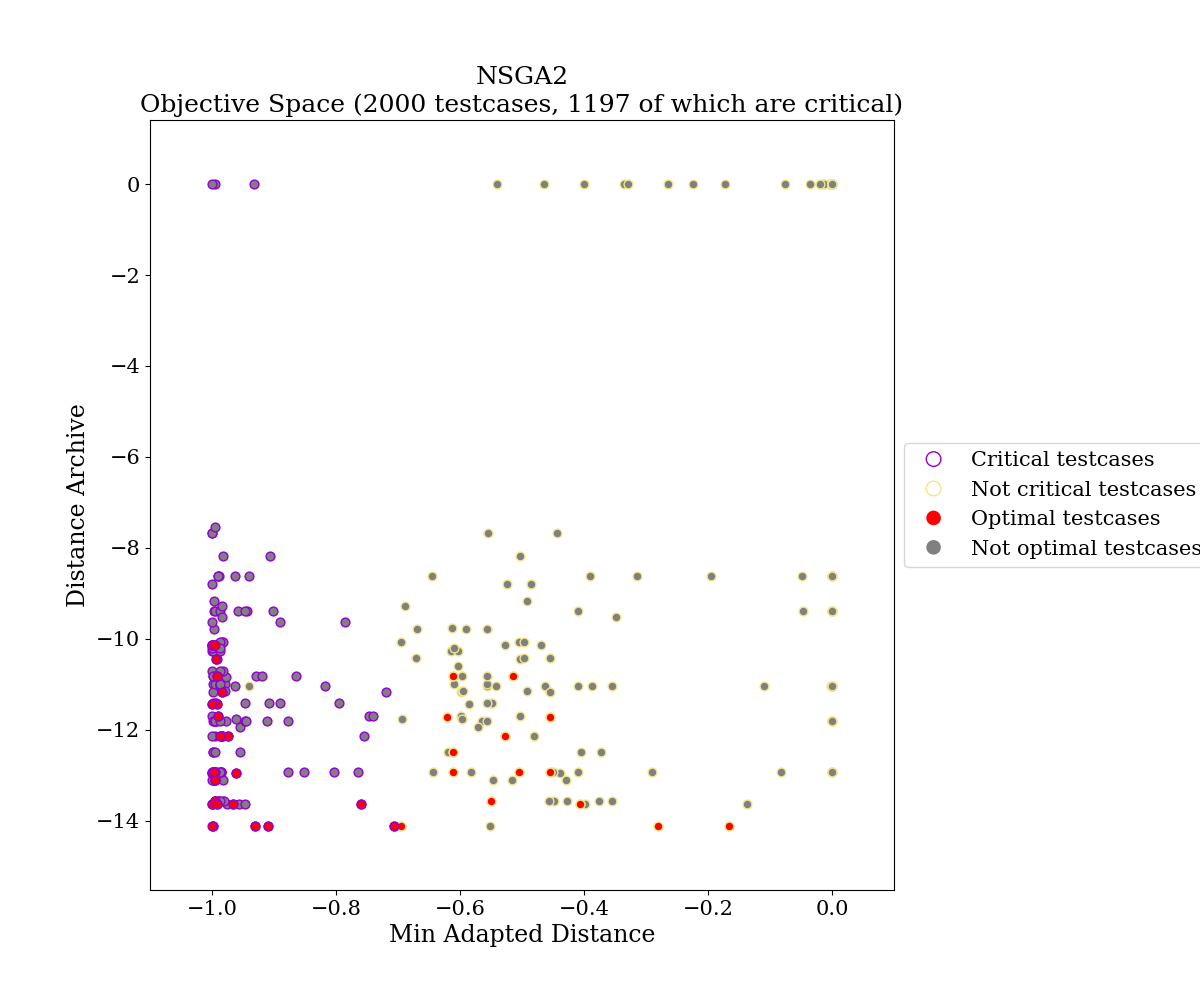 NSGA2
Objective Space (2000 testcases, 1197 of which are critical)
0
−2
−4
−6
−8
−10
−12
−14
Distance Archive
−1.0
−0.8
−0.6
−0.4
−0.2
0.0
Min Adapted Distance
Critical testcases
Not critical testcases
Optimal testcases
Not optimal testcases